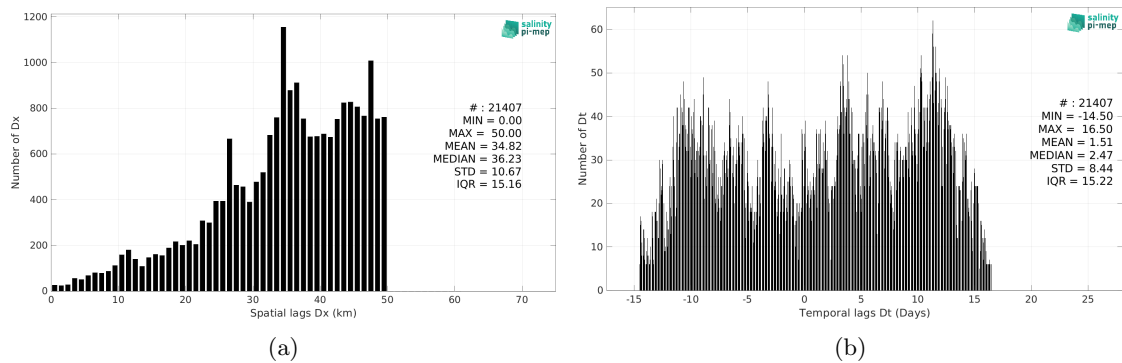 1200
1000
800
600
400
200
0
Number of Dx
0 10 20 30 40 50 60 70
Spatial lags Dx (km)
salinity
pi-mep
# : 21407
MIN = 0.00
MAX = 50.00
MEAN = 34.82
MEDIAN = 36.23
STD = 10.67
IQR = 15.16
(a)
60
50
40
30
20
10
0
Number of Dt
-15 -10 -5 0 5 10 15 20 25
Temporal lags Dt (Days)
salinity
pi-mep
# : 21407
MIN = -14.50
MAX = 16.50
MEAN = 1.51
MEDIAN = 2.47
STD = 8.44
IQR = 15.22
(b)